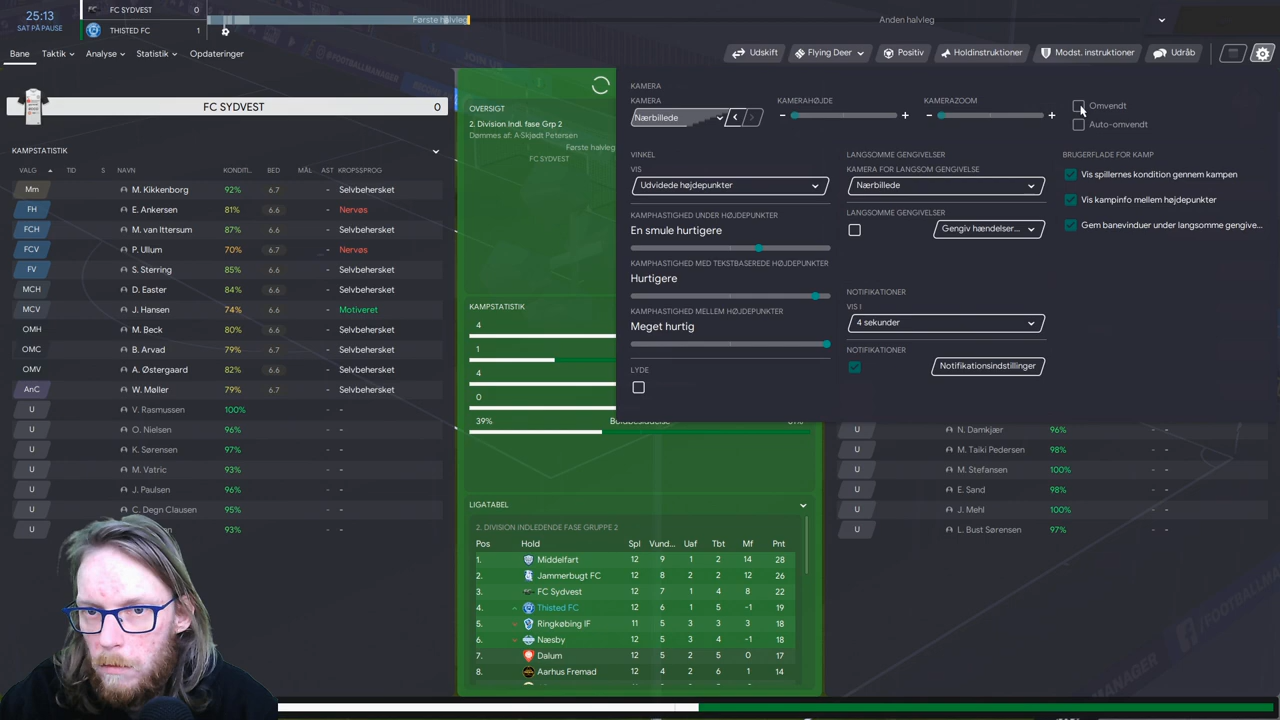 25:13
SAT PÅ PAUSE
FC SYDVEST 0
THISTED FC 1
Første halvleg
Anden halvleg
Bane Taktik Analyse Statistik Opdateringer
Udskift Flying Deer Positiv Holdinstruktioner Modst. instruktioner Udråb
FC SYDVEST 0
KAMPSTATISTIK
VALG TID S NAVN KONDITI... BED MÅL AST KROPSSPROG
Mm M. Kikkenborg 92% 6.7 - Selvbehersket
FH E. Ankersen 81% 6.6 - Nervøs
FCH M. van Ittersum 87% 6.6 - Selvbehersket
FCV P. Ullum 70% 6.7 - Nervøs
FV S. Sterring 85% 6.6 - Selvbehersket
MCH D. Easter 84% 6.6 - Selvbehersket
MCV J. Hansen 74% 6.6 - Motiveret
OMH M. Beck 80% 6.6 - Selvbehersket
OMC B. Arvad 79% 6.6 - Selvbehersket
OMV A. Østergaard 82% 6.6 - Selvbehersket
AnC W. Møller 79% 6.7 - Selvbehersket
U V. Rasmussen 100% - -
U O. Nielsen 96% - -
U K. Sørensen 97% - -
U M. Vatric 93% - -
U J. Paulsen 96% - -
U C. Degn Clausen 95% - -
U 93% - -
OVERSIGT
2. Division Indl. fase Grp 2
Dømmes af: A Skjødt Petersen
Første halvleg
FC SYDVEST
KAMPSTATISTIK
4
1
4
0
39% Boldbesiddelse 61%
LIGATABEL
2. DIVISION INDLEDENDE FASE GRUPPE 2
Pos Hold Spl Vund... Uaf Tbt Mf Pnt
1. Middelfart 12 9 1 2 14 28
2. Jammerbugt FC 12 8 2 2 12 26
3. FC Sydvest 12 7 1 4 8 22
4. Thisted FC 12 6 1 5 -1 19
5. Ringkøbing IF 11 5 3 3 3 18
6. Næsby 12 5 3 4 -1 18
7. Dalum 12 5 2 5 0 17
8. Aarhus Fremad 12 4 2 6 1 14
KAMERA
KAMERA
Nærbillede
KAMERAHØJDE
- +
KAMERAZOOM
- +
Omvendt
Auto-omvendt
VINKEL
VIS
Udvidede højdepunkter
KAMPHASTIGHED UNDER HØJDEPUNKTER
En smule hurtigere
KAMPHASTIGHED MED TEKSTBASEREDE HØJDEPUNKTER
Hurtigere
KAMPHASTIGHED MELLEM HØJDEPUNKTER
Meget hurtig
LYDE
LANGSOMME GENGIVELSER
KAMERA FOR LANGSOM GENGIVELSE
Nærbillede
LANGSOMME GENGIVELSER
Gengiv hændelser...
NOTIFIKATIONER
VIS I
4 sekunder
NOTIFIKATIONER
Notifikationsindstillinger
BRUGERFLADE FOR KAMP
Vis spillernes kondition gennem kampen
Vis kampinfo mellem højdepunkter
Gem banevinduer under langsomme gengive...
U N. Damkjær 96% - -
U M. Taiki Pedersen 98% - -
U M. Stefansen 100% - -
U E. Sand 98% - -
U J. Mehl 100% - -
U L. Bust Sørensen 97% - -